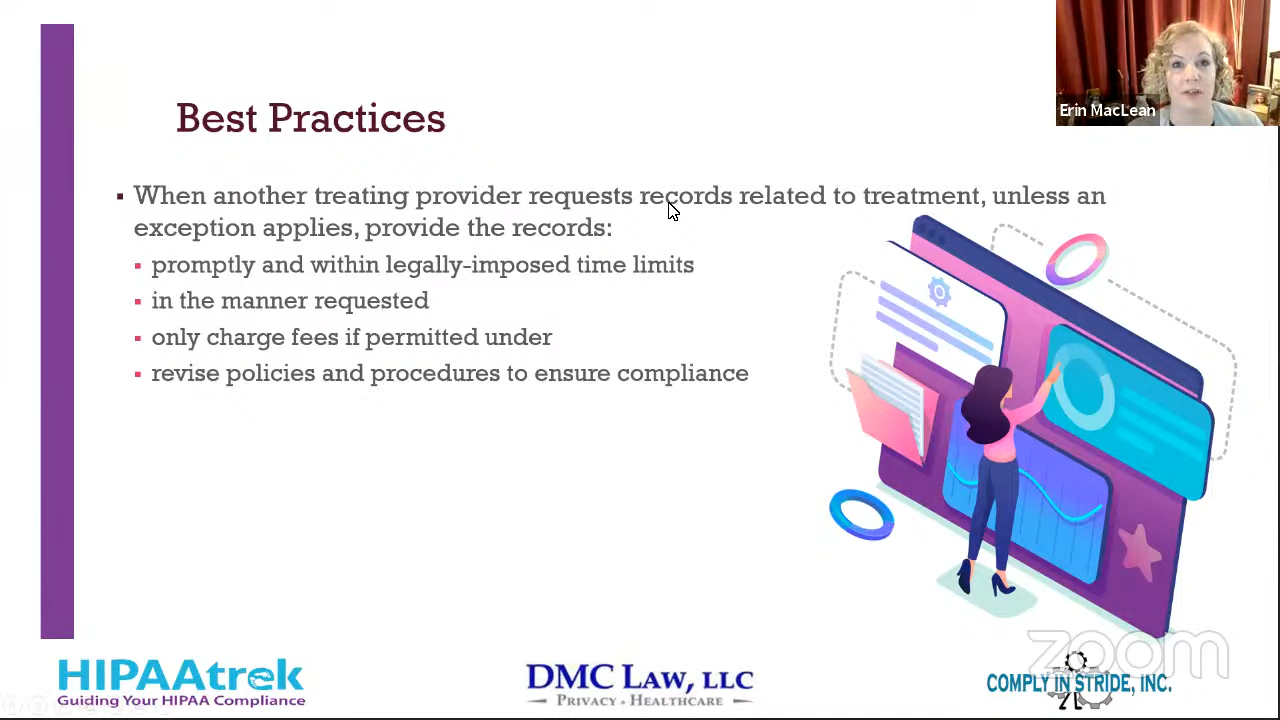 Best Practices
Erin MacLean
▪ When another treating provider requests records related to treatment, unless an
exception applies, provide the records:
▪ promptly and within legally-imposed time limits
▪ in the manner requested
▪ only charge fees if permitted under
▪ revise policies and procedures to ensure compliance
zoom
HIPAAtrek
Guiding Your HIPAA Compliance
DMC LAW, LLC
PRIVACY • HEALTHCARE
COMPLY IN STRIDE, INC.